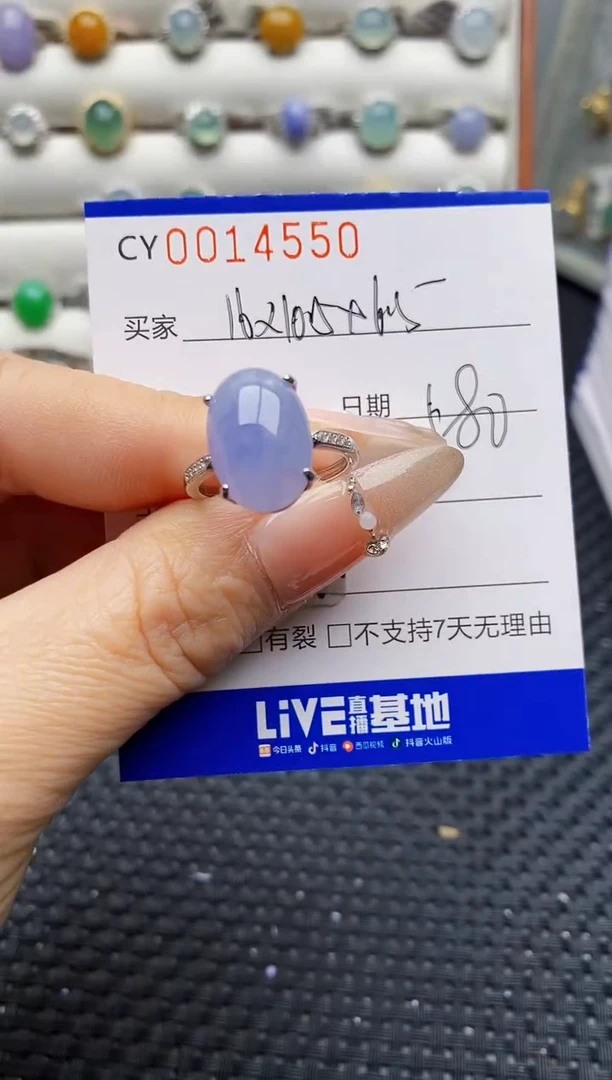 CY0014550
买家
日期 680
□有裂 □不支持7天无理由
LiVE直播基地
今日头条 抖音 西瓜视频 抖音火山版